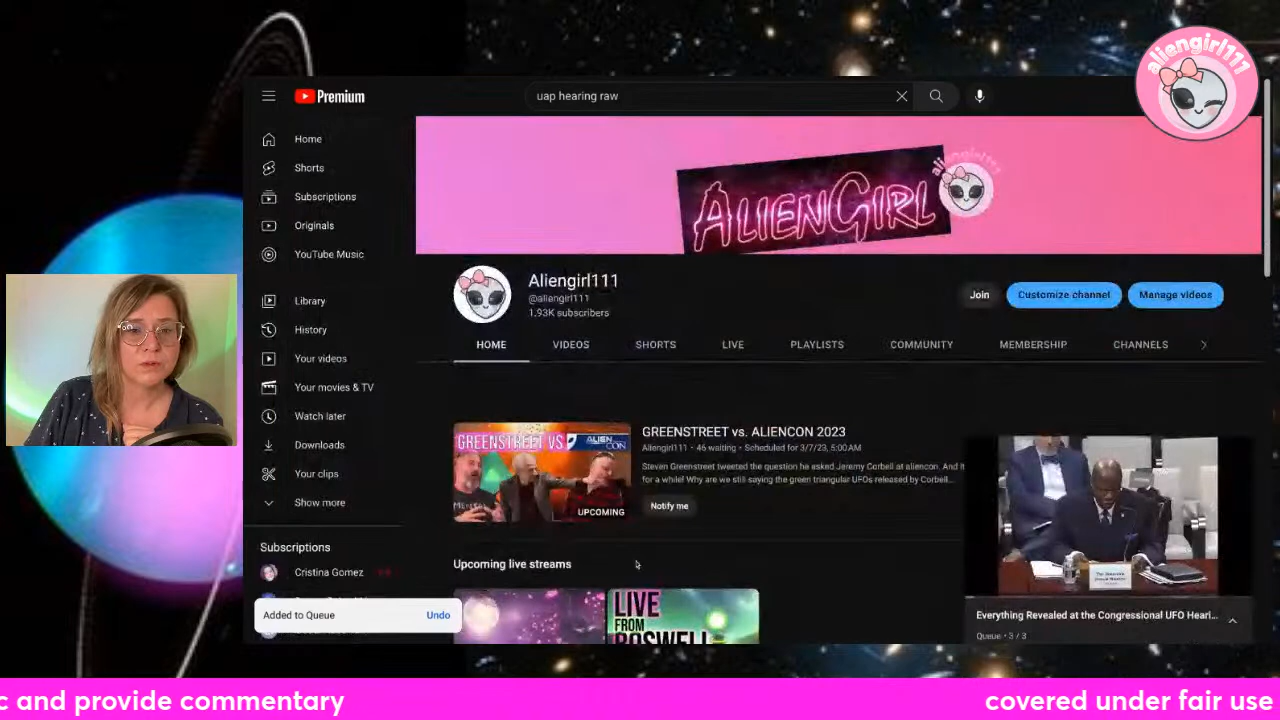 aliengirl111
Premium
uap hearing raw
Home
Shorts
Subscriptions
Originals
YouTube Music
Library
History
Your videos
Your movies & TV
Watch later
Downloads
Your clips
Show more
Subscriptions
Cristina Gomez
Added to Queue
Undo
ALIENGIRL
aliengirl111
Aliengirl111
@aliengirl111
1.93K subscribers
Join
Customize channel
Manage videos
HOME
VIDEOS
SHORTS
LIVE
PLAYLISTS
COMMUNITY
MEMBERSHIP
CHANNELS
GREENSTREET VS
ALIEN
CON
UPCOMING
GREENSTREET vs. ALIENCON 2023
Aliengirl111 • 46 waiting • Scheduled for 3/7/23, 5:00AM
Steven Greenstreet tweeted the question he asked Jeremy Corbell at aliencon. And it
for a while! Why are we still saying the green triangular UFOs released by Corbell...
Notify me
Upcoming live streams
LIVE
FROM
ROSWELL
Everything Revealed at the Congressional UFO Heari...
Queue • 3 / 3
c and provide commentary
covered under fair use